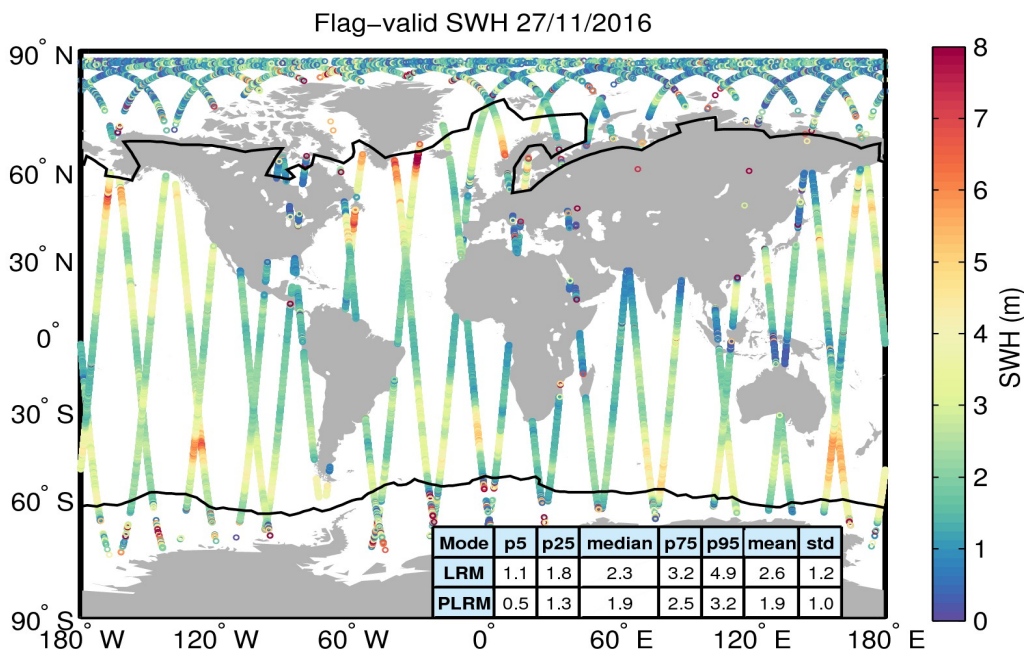 Flag−valid SWH 27/11/2016
90° N
60° N
30° N
0°
30° S
60° S
90° S
180° W
120° W
60° W
0°
60° E
120° E
180° E
Mode p5 p25 median p75 p95 mean std
LRM 1.1 1.8 2.3 3.2 4.9 2.6 1.2
PLRM 0.5 1.3 1.9 2.5 3.2 1.9 1.0
8
7
6
5
4
3
2
1
0
SWH (m)